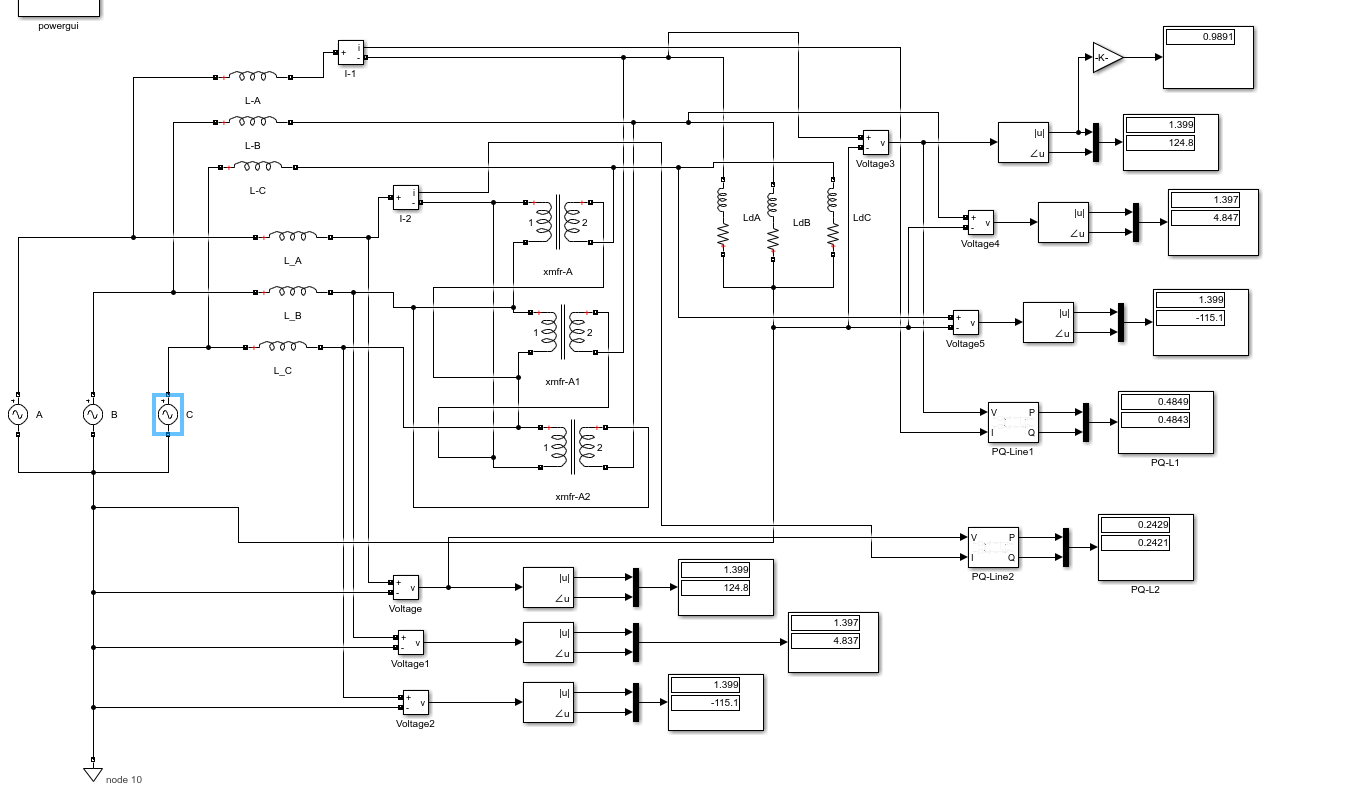 powergui
i
+
-
I-1
-K-
0.9891
L-A
L-B
L-C
1.399
124.8
|u|
∠u
+
-
v
Voltage3
i
+
-
I-2
1
2
xmfr-A
LdA
LdB
LdC
1.397
4.847
|u|
∠u
+
-
v
Voltage4
L_A
L_B
L_C
1
2
xmfr-A1
1.399
-115.1
|u|
∠u
+
-
v
Voltage5
+
A
+
B
+
C
1
2
xmfr-A2
V
I
P
Q
PQ-Line1
0.4849
0.4843
PQ-L1
V
I
P
Q
PQ-Line2
0.2429
0.2421
PQ-L2
+
-
v
Voltage
|u|
∠u
1.399
124.8
+
-
v
Voltage1
|u|
∠u
1.397
4.837
+
-
v
Voltage2
|u|
∠u
1.399
-115.1
node 10